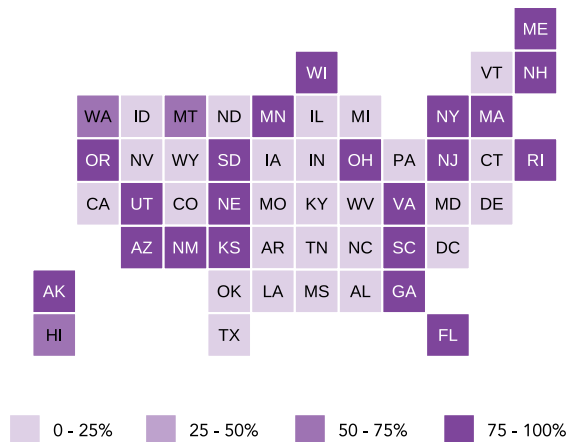 ME
WI VT NH
WA ID MT ND MN IL MI NY MA
OR NV WY SD IA IN OH PA NJ CT RI
CA UT CO NE MO KY WV VA MD DE
AZ NM KS AR TN NC SC DC
AK OK LA MS AL GA
HI TX FL
0 - 25% 25 - 50% 50 - 75% 75 - 100%